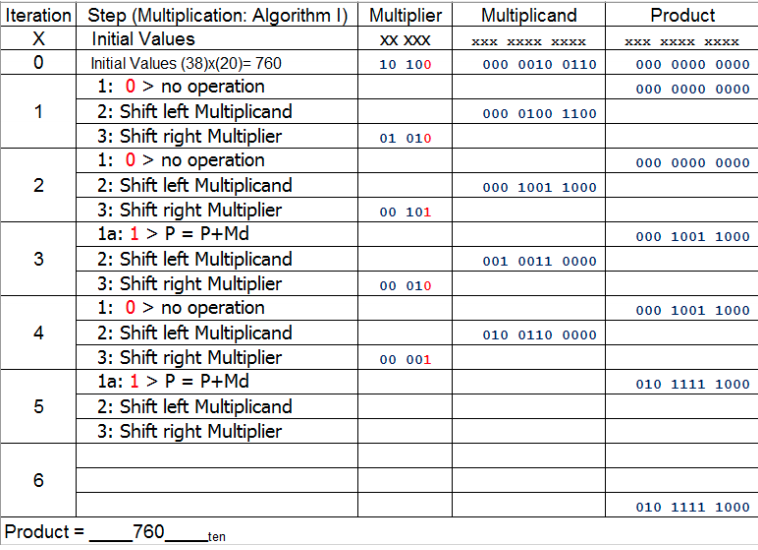 Iteration Step (Multiplication: Algorithm I) Multiplier Multiplicand Product
X Initial Values XX XXX XXX XXXX XXXX XXX XXXX XXXX
0 Initial Values (38)x(20)= 760 10 100 000 0010 0110 000 0000 0000
1: 0 > no operation 000 0000 0000
1 2: Shift left Multiplicand 000 0100 1100
3: Shift right Multiplier 01 010
1: 0 > no operation 000 0000 0000
2 2: Shift left Multiplicand 000 1001 1000
3: Shift right Multiplier 00 101
1a: 1 > P = P+Md 000 1001 1000
3 2: Shift left Multiplicand 001 0011 0000
3: Shift right Multiplier 00 010
1: 0 > no operation 000 1001 1000
4 2: Shift left Multiplicand 010 0110 0000
3: Shift right Multiplier 00 001
1a: 1 > P = P+Md 010 1111 1000
5 2: Shift left Multiplicand
3: Shift right Multiplier
6
010 1111 1000
Product = ____760_____ten